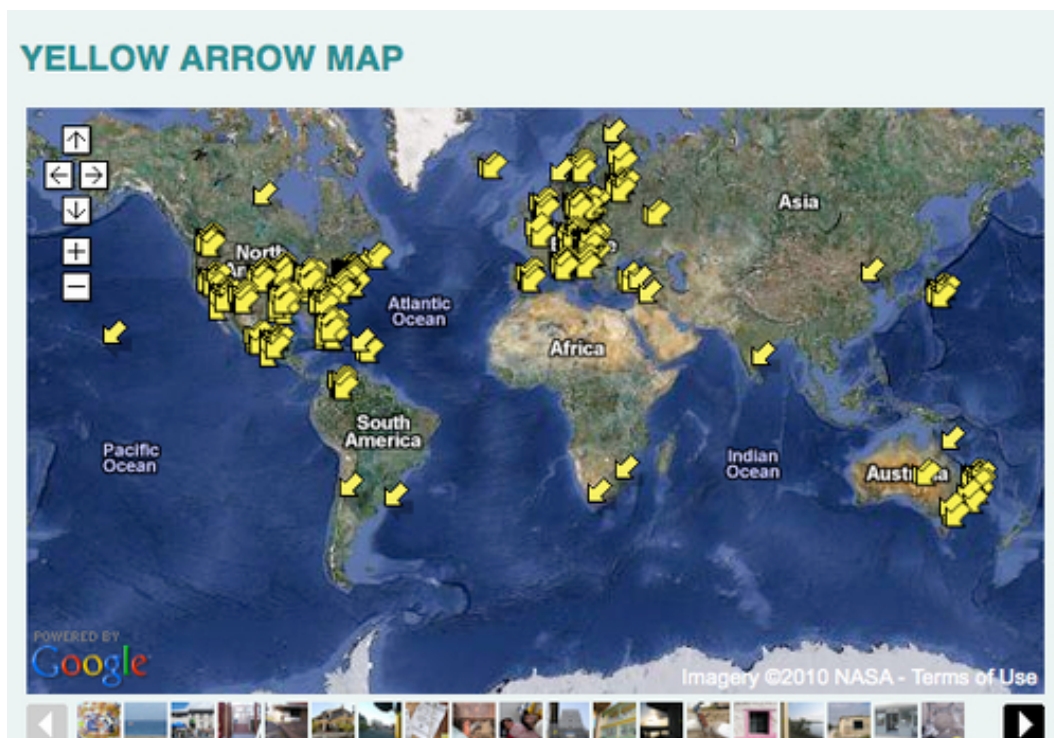 YELLOW ARROW MAP
Asia
North
Atlantic
Ocean
Africa
South
America
Pacific
Ocean
Indian
Ocean
POWERED BY
Google
Imagery ©2010 NASA - Terms of Use